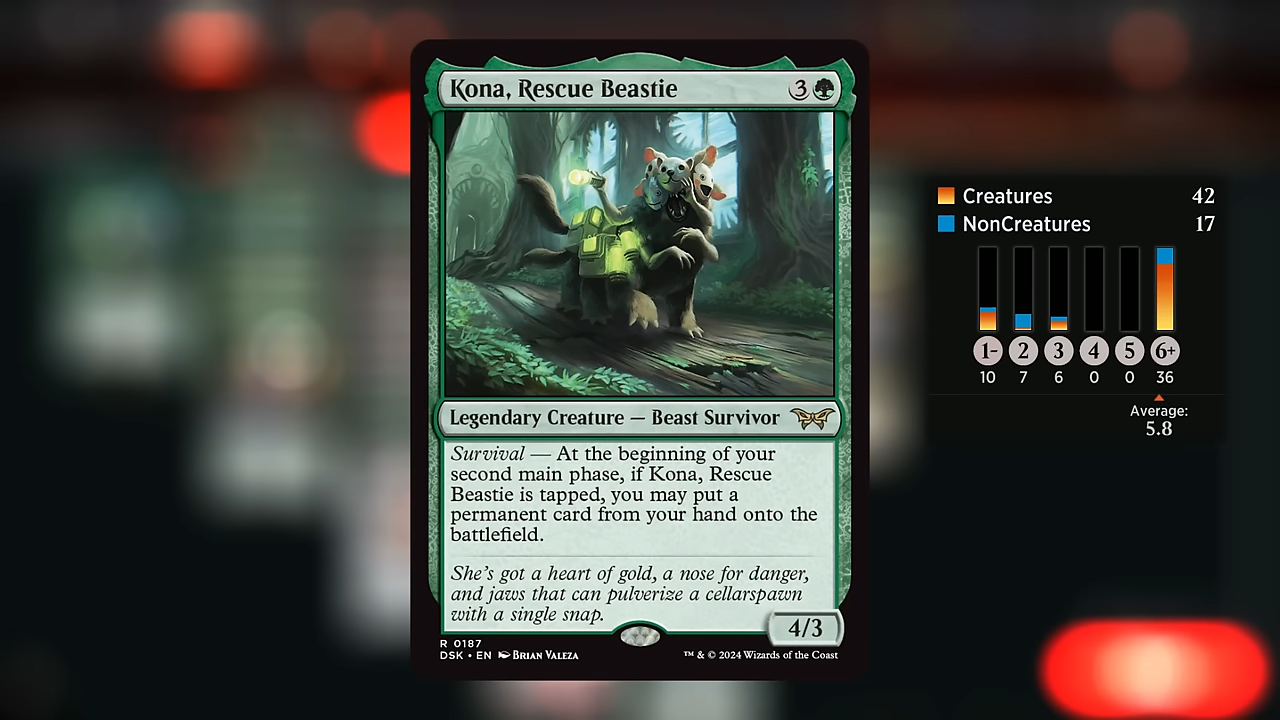 Kona, Rescue Beastie 3
Legendary Creature — Beast Survivor
Survival — At the beginning of your
second main phase, if Kona, Rescue
Beastie is tapped, you may put a
permanent card from your hand onto the
battlefield.
She's got a heart of gold, a nose for danger,
and jaws that can pulverize a cellarspawn
with a single snap.
4/3
R 0187
DSK • EN Brian Valeza
™ & © 2024 Wizards of the Coast
Creatures 42
NonCreatures 17
1- 2 3 4 5 6+
10 7 6 0 0 36
Average:
5.8